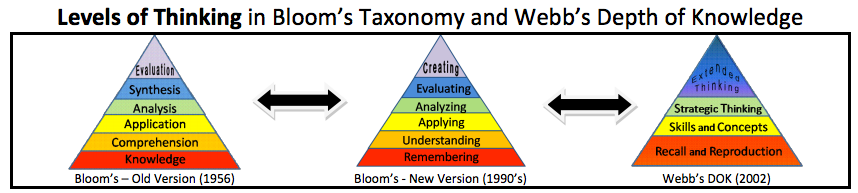 Levels of Thinking in Bloom's Taxonomy and Webb's Depth of Knowledge
Evaluation
Synthesis
Analysis
Application
Comprehension
Knowledge
Bloom's – Old Version (1956)
Creating
Evaluating
Analyzing
Applying
Understanding
Remembering
Bloom's - New Version (1990's)
Extended
Thinking
Strategic Thinking
Skills and Concepts
Recall and Reproduction
Webb's DOK (2002)